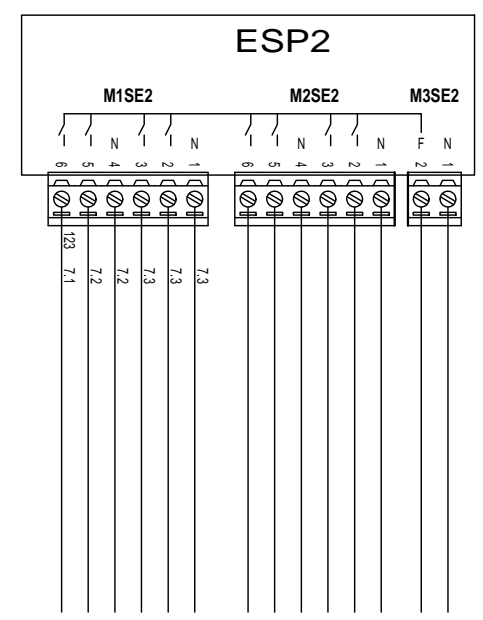 ESP2
M1SE2 M2SE2 M3SE2
N N N N F N
6 5 4 3 2 1 6 5 4 3 2 1 2 1
123
7.1 7.2 7.2 7.3 7.3 7.3